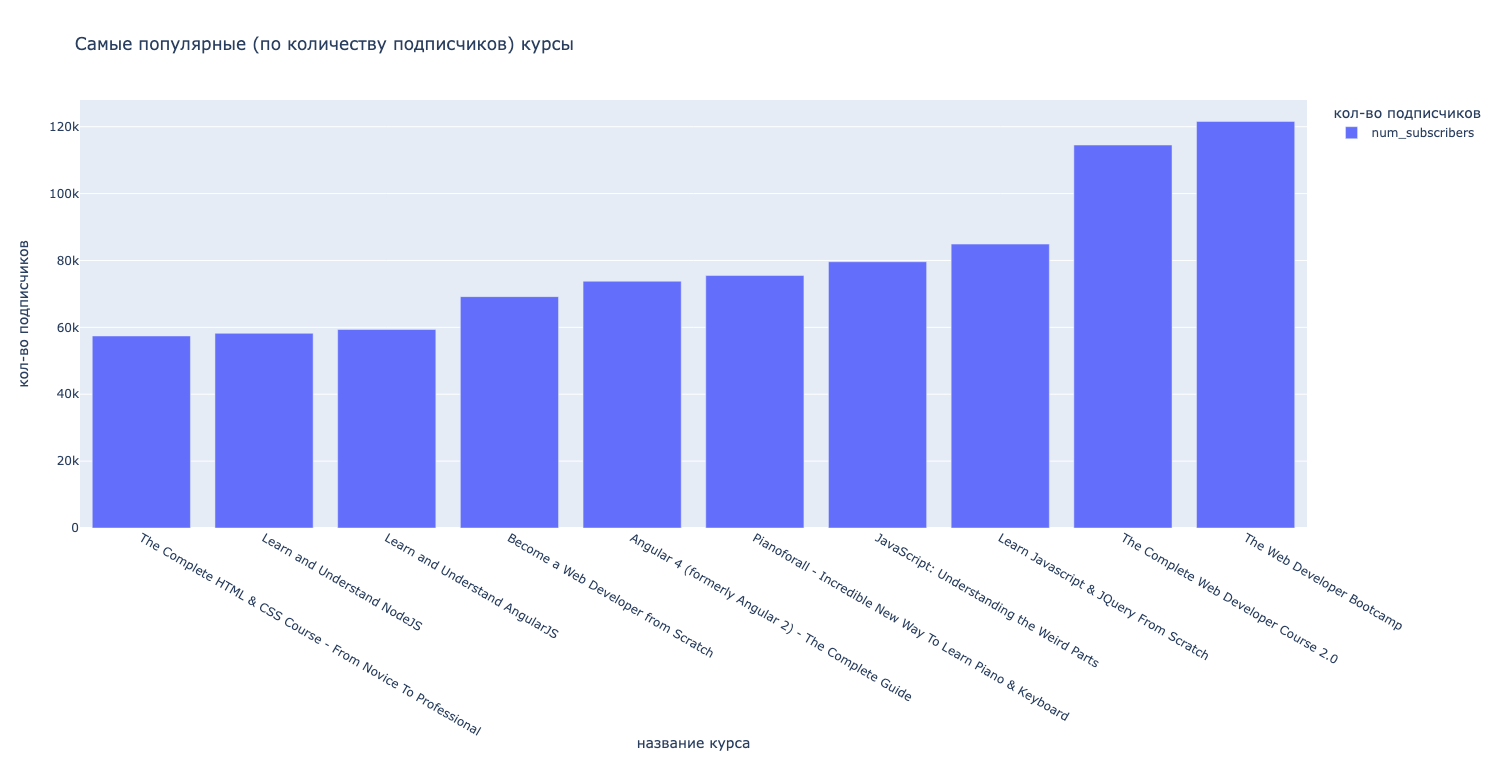 Самые популярные (по количеству подписчиков) курсы
кол-во подписчиков
num_subscribers
кол-во подписчиков
120k
100k
80k
60k
40k
20k
0
The Complete HTML & CSS Course - From Novice To Professional
Learn and Understand NodeJS
Learn and Understand AngularJS
Become a Web Developer from Scratch
Angular 4 (formerly Angular 2) - The Complete Guide
Pianoforall - Incredible New Way To Learn Piano & Keyboard
JavaScript: Understanding the Weird Parts
Learn Javascript & JQuery From Scratch
The Complete Web Developer Course 2.0
The Web Developer Bootcamp
название курса